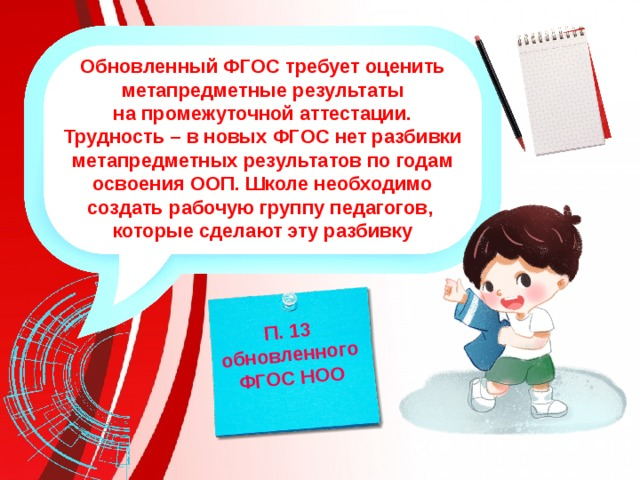 Обновленный ФГОС требует оценить
метапредметные результаты
на промежуточной аттестации.
Трудность – в новых ФГОС нет разбивки
метапредметных результатов по годам
освоения ООП. Школе необходимо
создать рабочую группу педагогов,
которые сделают эту разбивку
П. 13
обновленного
ФГОС НОО